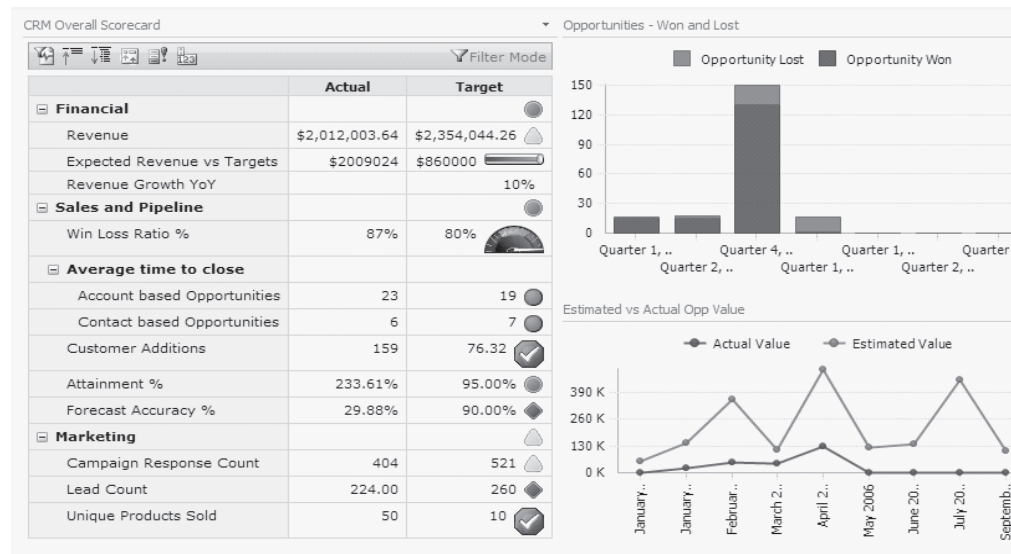 CRM Overall Scorecard
Filter Mode
Actual Target
Financial
Revenue $2,012,003.64 $2,354,044.26
Expected Revenue vs Targets $2009024 $860000
Revenue Growth YoY 10%
Sales and Pipeline
Win Loss Ratio % 87% 80%
Average time to close
Account based Opportunities 23 19
Contact based Opportunities 6 7
Customer Additions 159 76.32
Attainment % 233.61% 95.00%
Forecast Accuracy % 29.88% 90.00%
Marketing
Campaign Response Count 404 521
Lead Count 224.00 260
Unique Products Sold 50 10
Opportunities - Won and Lost
Opportunity Lost Opportunity Won
150
120
90
60
30
0
Quarter 1, .. Quarter 4, .. Quarter 1, .. Quarter
Quarter 2, .. Quarter 1, .. Quarter 2, ..
Estimated vs Actual Opp Value
Actual Value Estimated Value
390 K
260 K
130 K
0 K
January..
January..
Februar..
March 2..
April 2..
May 2006
June 20..
July 20..
Septemb..